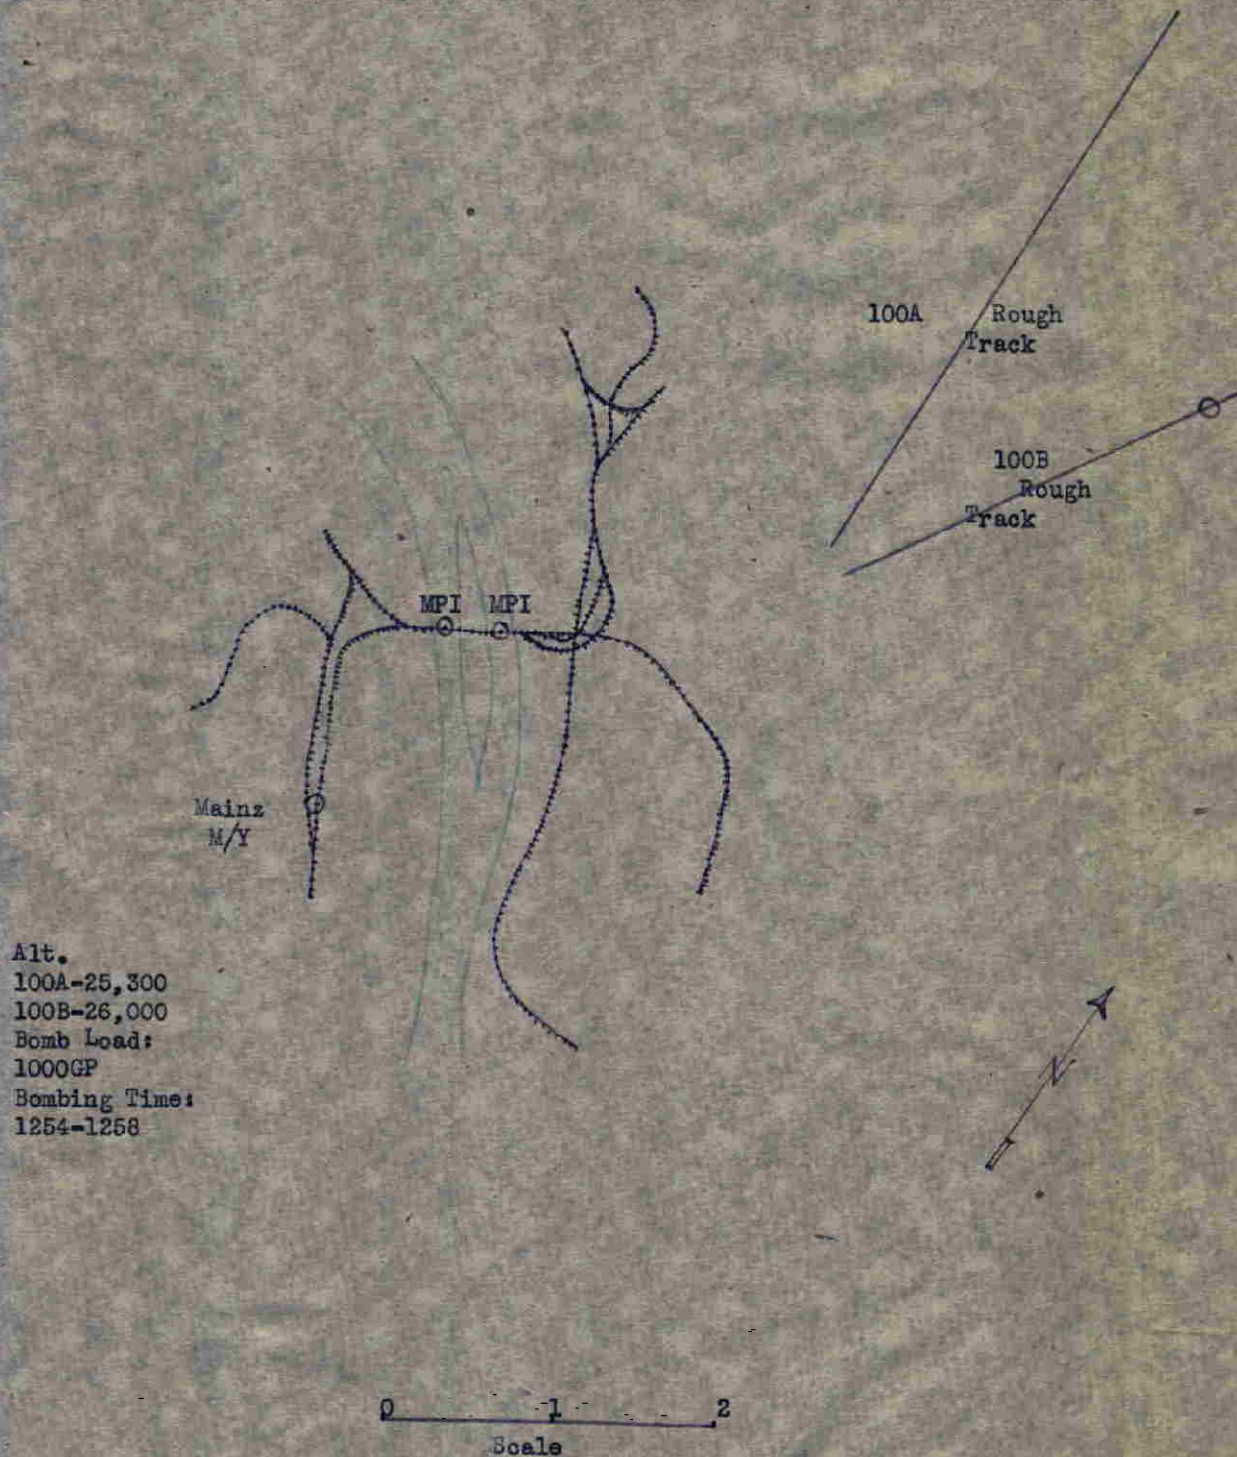 100A Rough
Track
100B
Rough
Track
MPI MPI
Mainz
M/Y
Alt.
100A-25,300
100B-26,000
Bomb Load:
1000GP
Bombing Time:
1254-1258
N
0 1 2
Scale